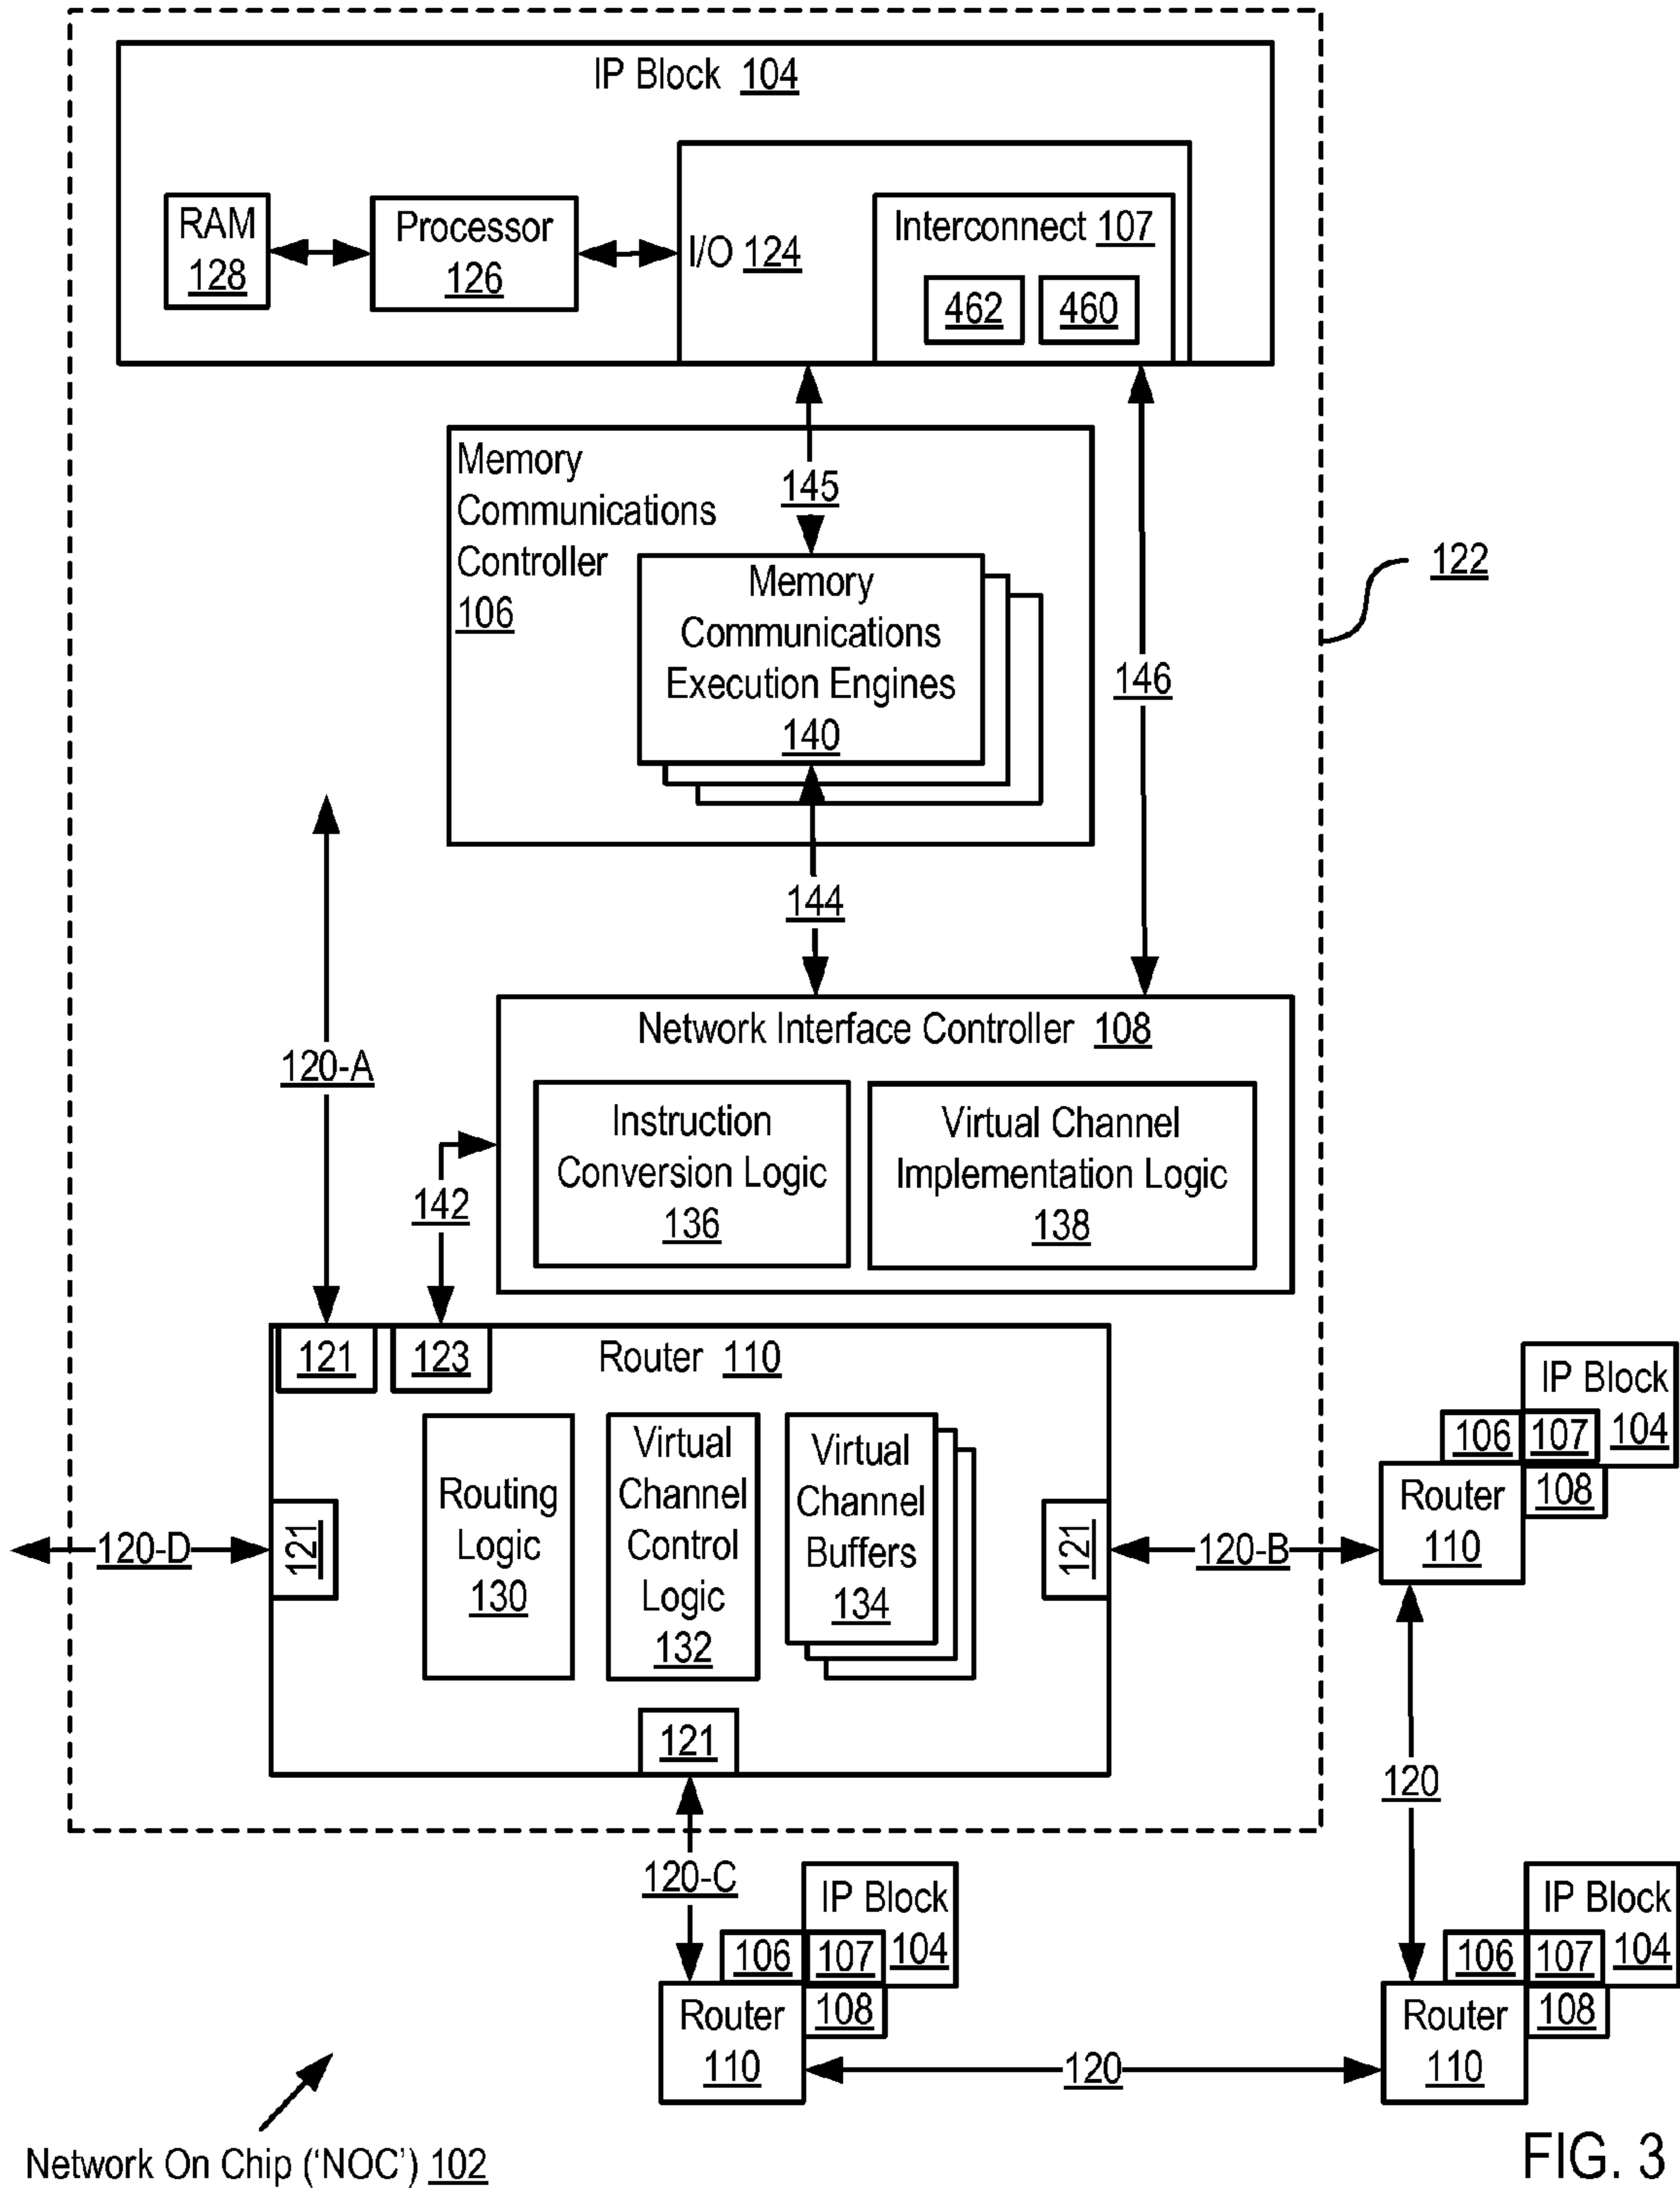 IP Block 104
RAM
128
Processor
126
I/O 124
Interconnect 107
462
460
Memory
Communications
Controller
106
145
Memory
Communications
Execution Engines
140
146
122
144
120-A
Network Interface Controller 108
Instruction
Conversion Logic
136
Virtual Channel
Implementation Logic
138
142
121
123
Router 110
Routing
Logic
130
Virtual
Channel
Control
Logic
132
Virtual
Channel
Buffers
134
121
121
121
120-D
120-B
IP Block
104
106
107
108
Router
110
120
120-C
IP Block
104
106
107
108
Router
110
120
IP Block
104
106
107
108
Router
110
Network On Chip (‘NOC’) 102
FIG. 3